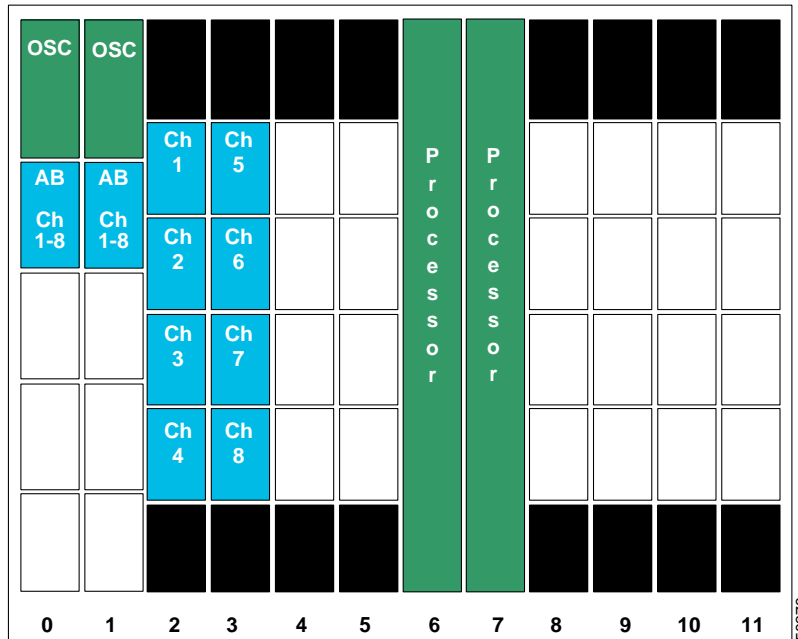 OSC OSC
Ch 1 Ch 5
AB Ch 1-8 AB Ch 1-8
Ch 2 Ch 6
Ch 3 Ch 7
Ch 4 Ch 8
Processor Processor
0 1 2 3 4 5 6 7 8 9 10 11